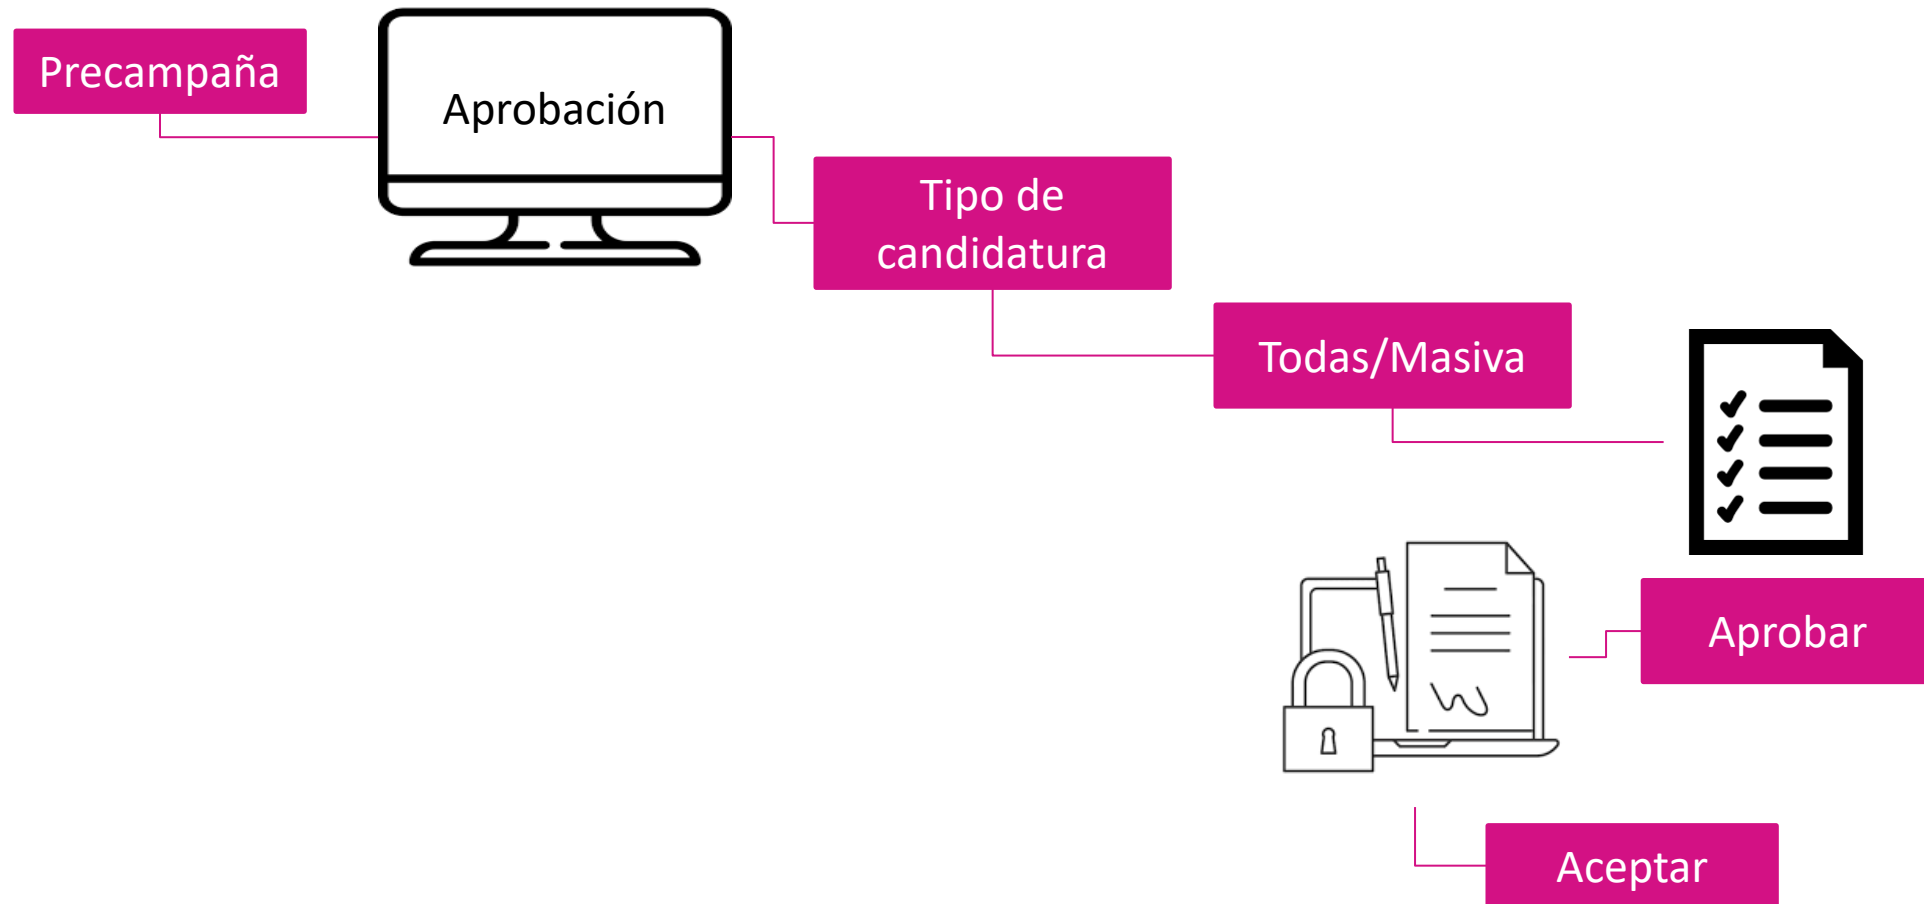 Precampaña
Aprobación
Tipo de
candidatura
Todas/Masiva
Aprobar
Aceptar